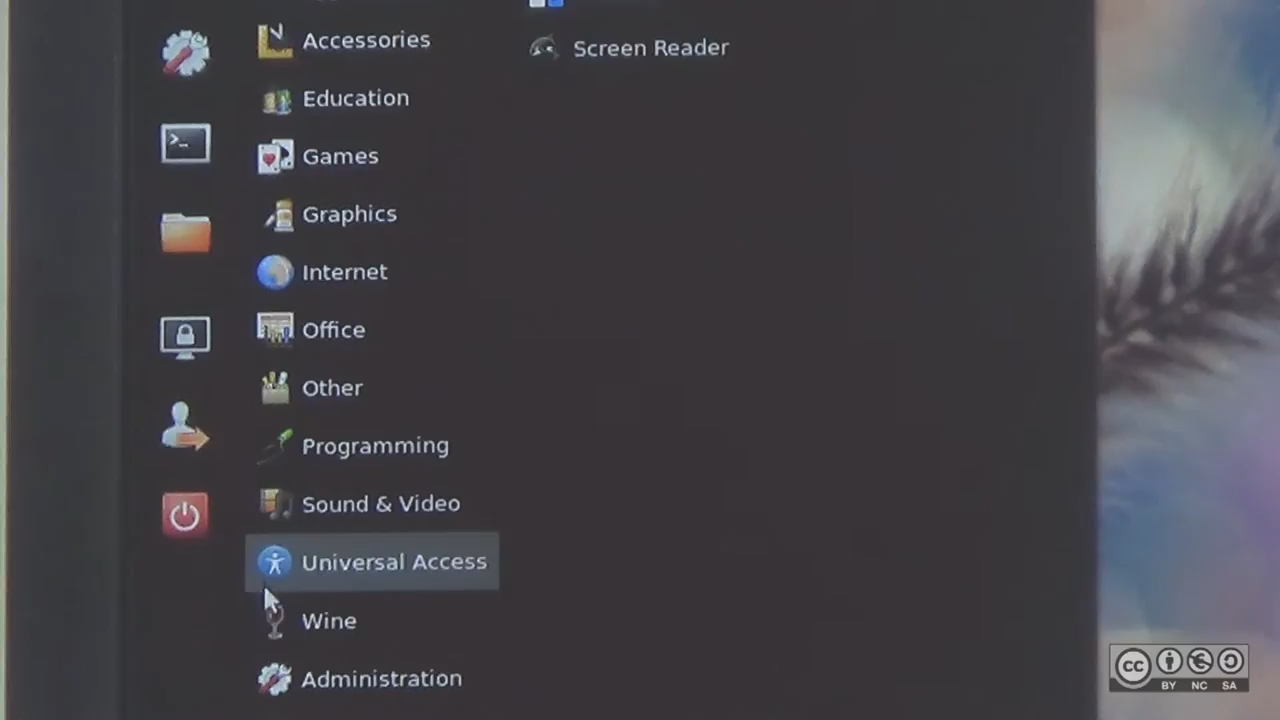 Accessories
Screen Reader
Education
Games
Graphics
Internet
Office
Other
Programming
Sound & Video
Universal Access
Wine
Administration
cc
BY NC SA